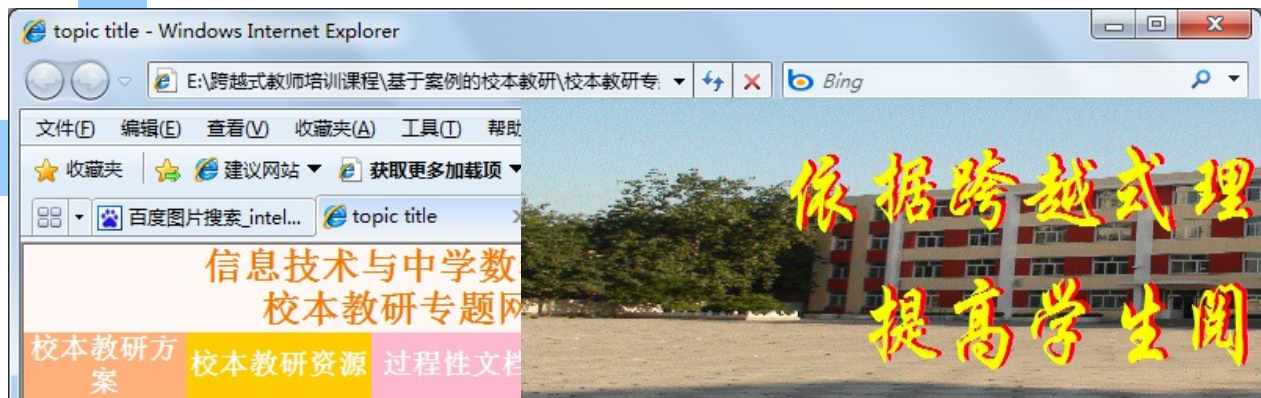 topic title - Windows Internet Explorer
E:\跨越式教师培训课程\基于案例的校本教研\校本教研专
Bing
文件(F) 编辑(E) 查看(V) 收藏夹(A) 工具(T) 帮助
收藏夹 建议网站 获取更多加载项
百度图片搜索_intel... topic title
信息技术与中学数
校本教研专题网
校本教研方案 校本教研资源 过程性文档
依据跨越式理
提高学生阅